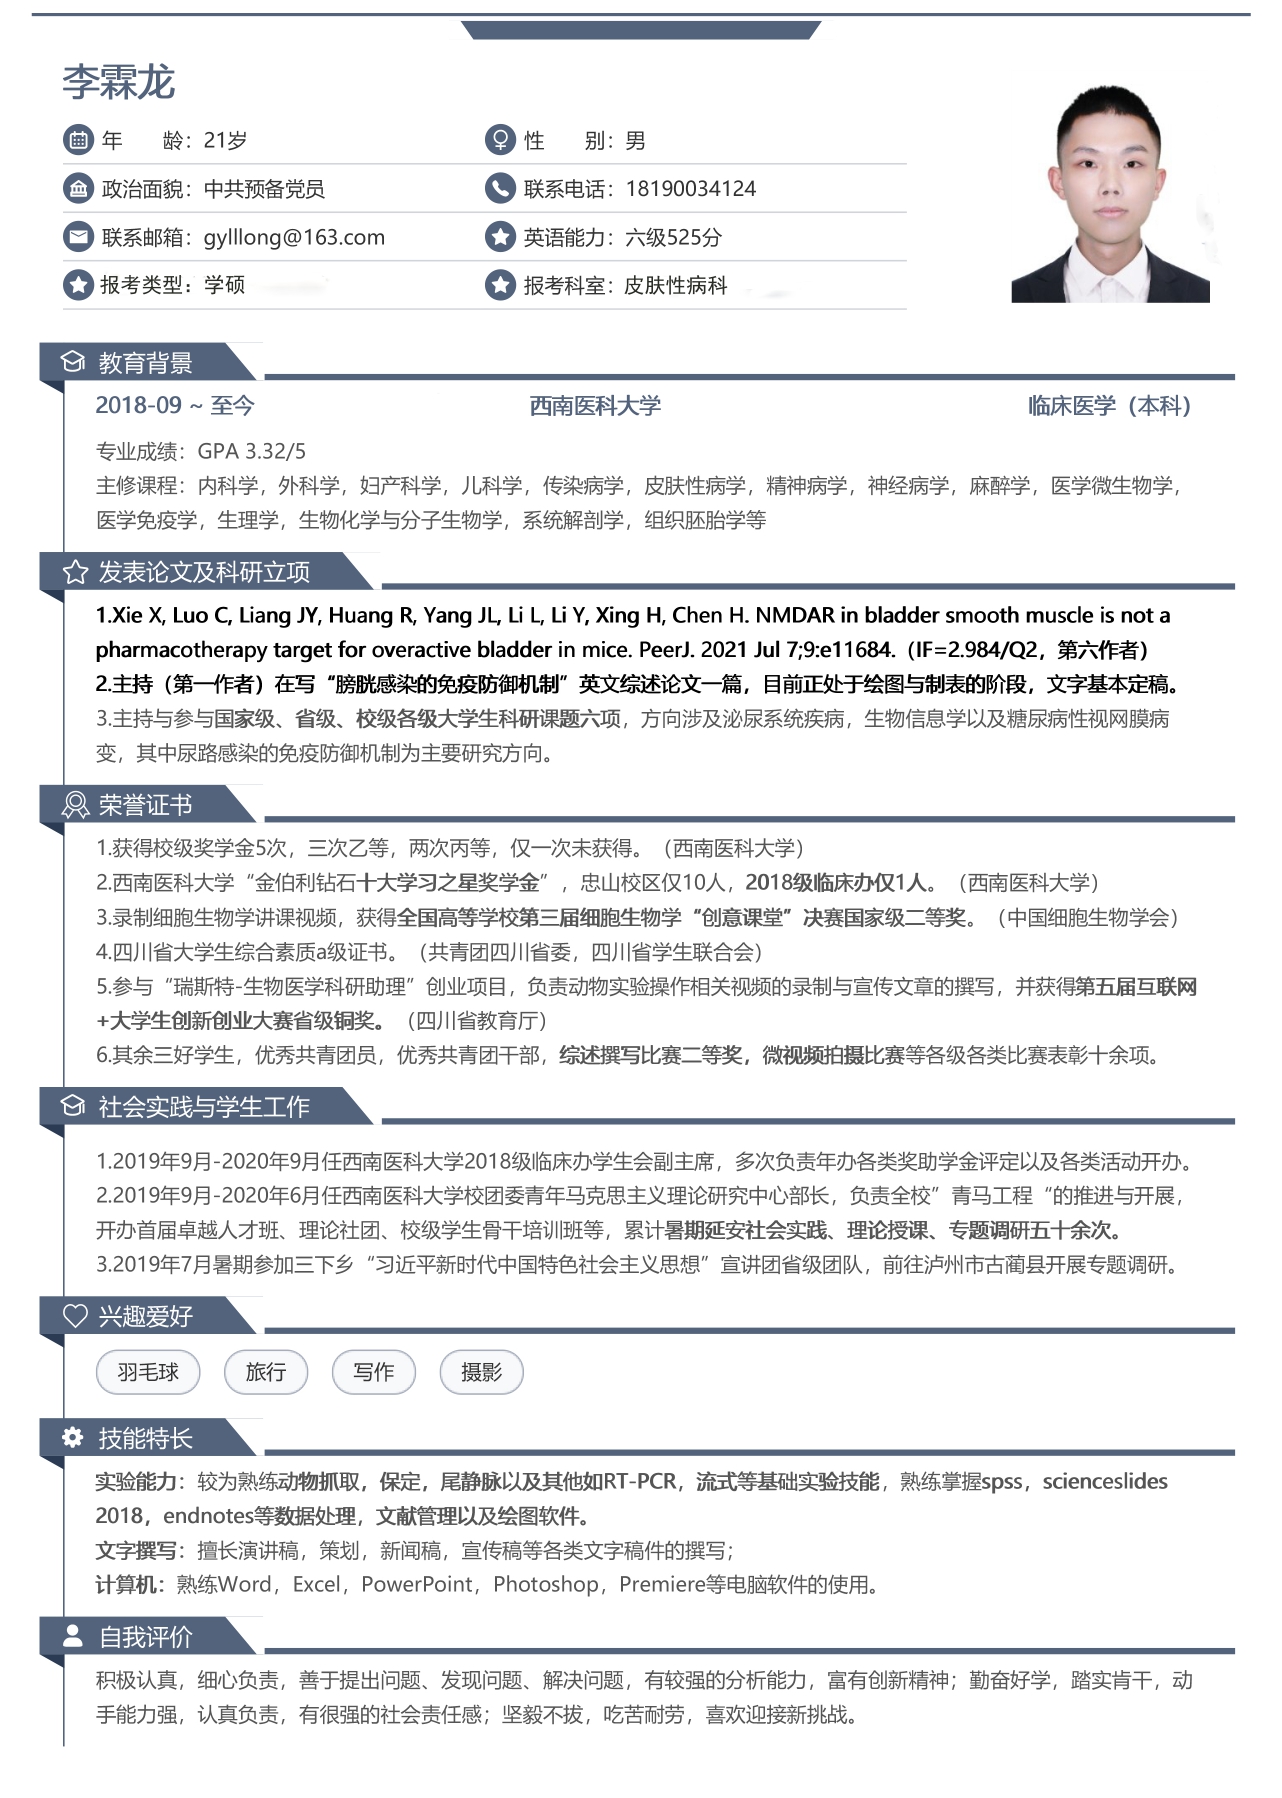 李霖龙
年　　龄：21岁
性　　别：男
政治面貌：中共预备党员
联系电话：18190034124
联系邮箱：gylllong@163.com
英语能力：六级525分
报考类型：学硕
报考科室：皮肤性病科
教育背景
2018-09 ~ 至今　西南医科大学　临床医学（本科）
专业成绩：GPA 3.32/5
主修课程：内科学，外科学，妇产科学，儿科学，传染病学，皮肤性病学，精神病学，神经病学，麻醉学，医学微生物学，
医学免疫学，生理学，生物化学与分子生物学，系统解剖学，组织胚胎学等
发表论文及科研立项
1.Xie X, Luo C, Liang JY, Huang R, Yang JL, Li L, Li Y, Xing H, Chen H. NMDAR in bladder smooth muscle is not a
pharmacotherapy target for overactive bladder in mice. PeerJ. 2021 Jul 7;9:e11684.（IF=2.984/Q2，第六作者）
2.主持（第一作者）在写“膀胱感染的免疫防御机制”英文综述论文一篇，目前正处于绘图与制表的阶段，文字基本定稿。
3.主持与参与国家级、省级、校级各级大学生科研课题六项，方向涉及泌尿系统疾病，生物信息学以及糖尿病性视网膜病
变，其中尿路感染的免疫防御机制为主要研究方向。
荣誉证书
1.获得校级奖学金5次，三次乙等，两次丙等，仅一次未获得。（西南医科大学）
2.西南医科大学“金伯利钻石十大学习之星奖学金”，忠山校区仅10人，2018级临床办仅1人。（西南医科大学）
3.录制细胞生物学讲课视频，获得全国高等学校第三届细胞生物学“创意课堂”决赛国家级二等奖。（中国细胞生物学会）
4.四川省大学生综合素质a级证书。（共青团四川省委，四川省学生联合会）
5.参与“瑞斯特-生物医学科研助理”创业项目，负责动物实验操作相关视频的录制与宣传文章的撰写，并获得第五届互联网
+大学生创新创业大赛省级铜奖。（四川省教育厅）
6.其余三好学生，优秀共青团员，优秀共青团干部，综述撰写比赛二等奖，微视频拍摄比赛等各级各类比赛表彰十余项。
社会实践与学生工作
1.2019年9月-2020年9月任西南医科大学2018级临床办学生会副主席，多次负责年办各类奖助学金评定以及各类活动开办。
2.2019年9月-2020年6月任西南医科大学校团委青年马克思主义理论研究中心部长，负责全校”青马工程“的推进与开展，
开办首届卓越人才班、理论社团、校级学生骨干培训班等，累计暑期延安社会实践、理论授课、专题调研五十余次。
3.2019年7月暑期参加三下乡“习近平新时代中国特色社会主义思想”宣讲团省级团队，前往泸州市古蔺县开展专题调研。
兴趣爱好
羽毛球　旅行　写作　摄影
技能特长
实验能力：较为熟练动物抓取，保定，尾静脉以及其他如RT-PCR，流式等基础实验技能，熟练掌握spss，scienceslides
2018，endnotes等数据处理，文献管理以及绘图软件。
文字撰写：擅长演讲稿，策划，新闻稿，宣传稿等各类文字稿件的撰写；
计算机：熟练Word，Excel，PowerPoint，Photoshop，Premiere等电脑软件的使用。
自我评价
积极认真，细心负责，善于提出问题、发现问题、解决问题，有较强的分析能力，富有创新精神；勤奋好学，踏实肯干，动
手能力强，认真负责，有很强的社会责任感；坚毅不拔，吃苦耐劳，喜欢迎接新挑战。